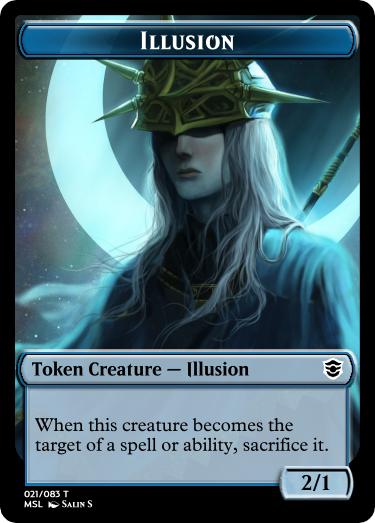 Illusion
Token Creature — Illusion
When this creature becomes the
target of a spell or ability, sacrifice it.
2/1
021/083 T
MSL Salin S